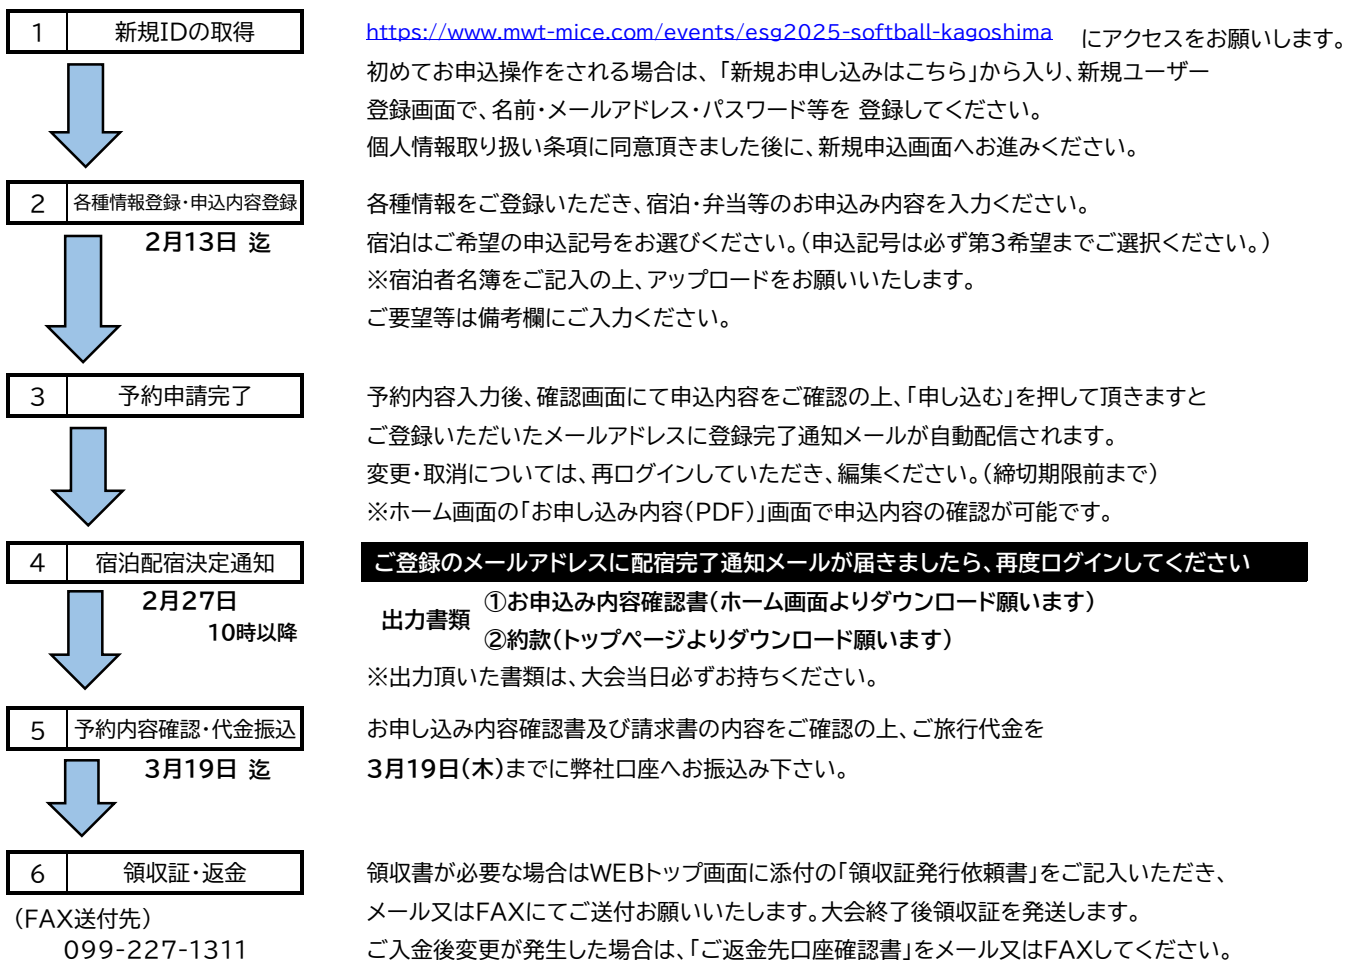 1 新規IDの取得
https://www.mwt-mice.com/events/esg2025-softball-kagoshima にアクセスをお願いします。
初めてお申込操作をされる場合は、「新規お申し込みはこちら」から入り、新規ユーザー
登録画面で、名前・メールアドレス・パスワード等を 登録してください。
個人情報取り扱い条項に同意頂きました後に、新規申込画面へお進みください。
2 各種情報登録・申込内容登録
2月13日 迄
各種情報をご登録いただき、宿泊・弁当等のお申込み内容を入力ください。
宿泊はご希望の申込記号をお選びください。（申込記号は必ず第3希望までご選択ください。）
※宿泊者名簿をご記入の上、アップロードをお願いいたします。
ご要望等は備考欄にご入力ください。
3 予約申請完了
予約内容入力後、確認画面にて申込内容をご確認の上、「申し込む」を押して頂きますと
ご登録いただいたメールアドレスに登録完了通知メールが自動配信されます。
変更・取消については、再ログインしていただき、編集ください。（締切期限前まで）
※ホーム画面の「お申し込み内容（PDF）」画面で申込内容の確認が可能です。
4 宿泊配宿決定通知
2月27日
10時以降
ご登録のメールアドレスに配宿完了通知メールが届きましたら、再度ログインしてください
出力書類
①お申込み内容確認書（ホーム画面よりダウンロード願います）
②約款（トップページよりダウンロード願います）
※出力頂いた書類は、大会当日必ずお持ちください。
5 予約内容確認・代金振込
3月19日 迄
お申し込み内容確認書及び請求書の内容をご確認の上、ご旅行代金を
3月19日（木）までに弊社口座へお振込み下さい。
6 領収証・返金
（FAX送付先）
099-227-1311
領収書が必要な場合はWEBトップ画面に添付の「領収証発行依頼書」をご記入いただき、
メール又はFAXにてご送付お願いいたします。大会終了後領収証を発送します。
ご入金後変更が発生した場合は、「ご返金先口座確認書」をメール又はFAXしてください。